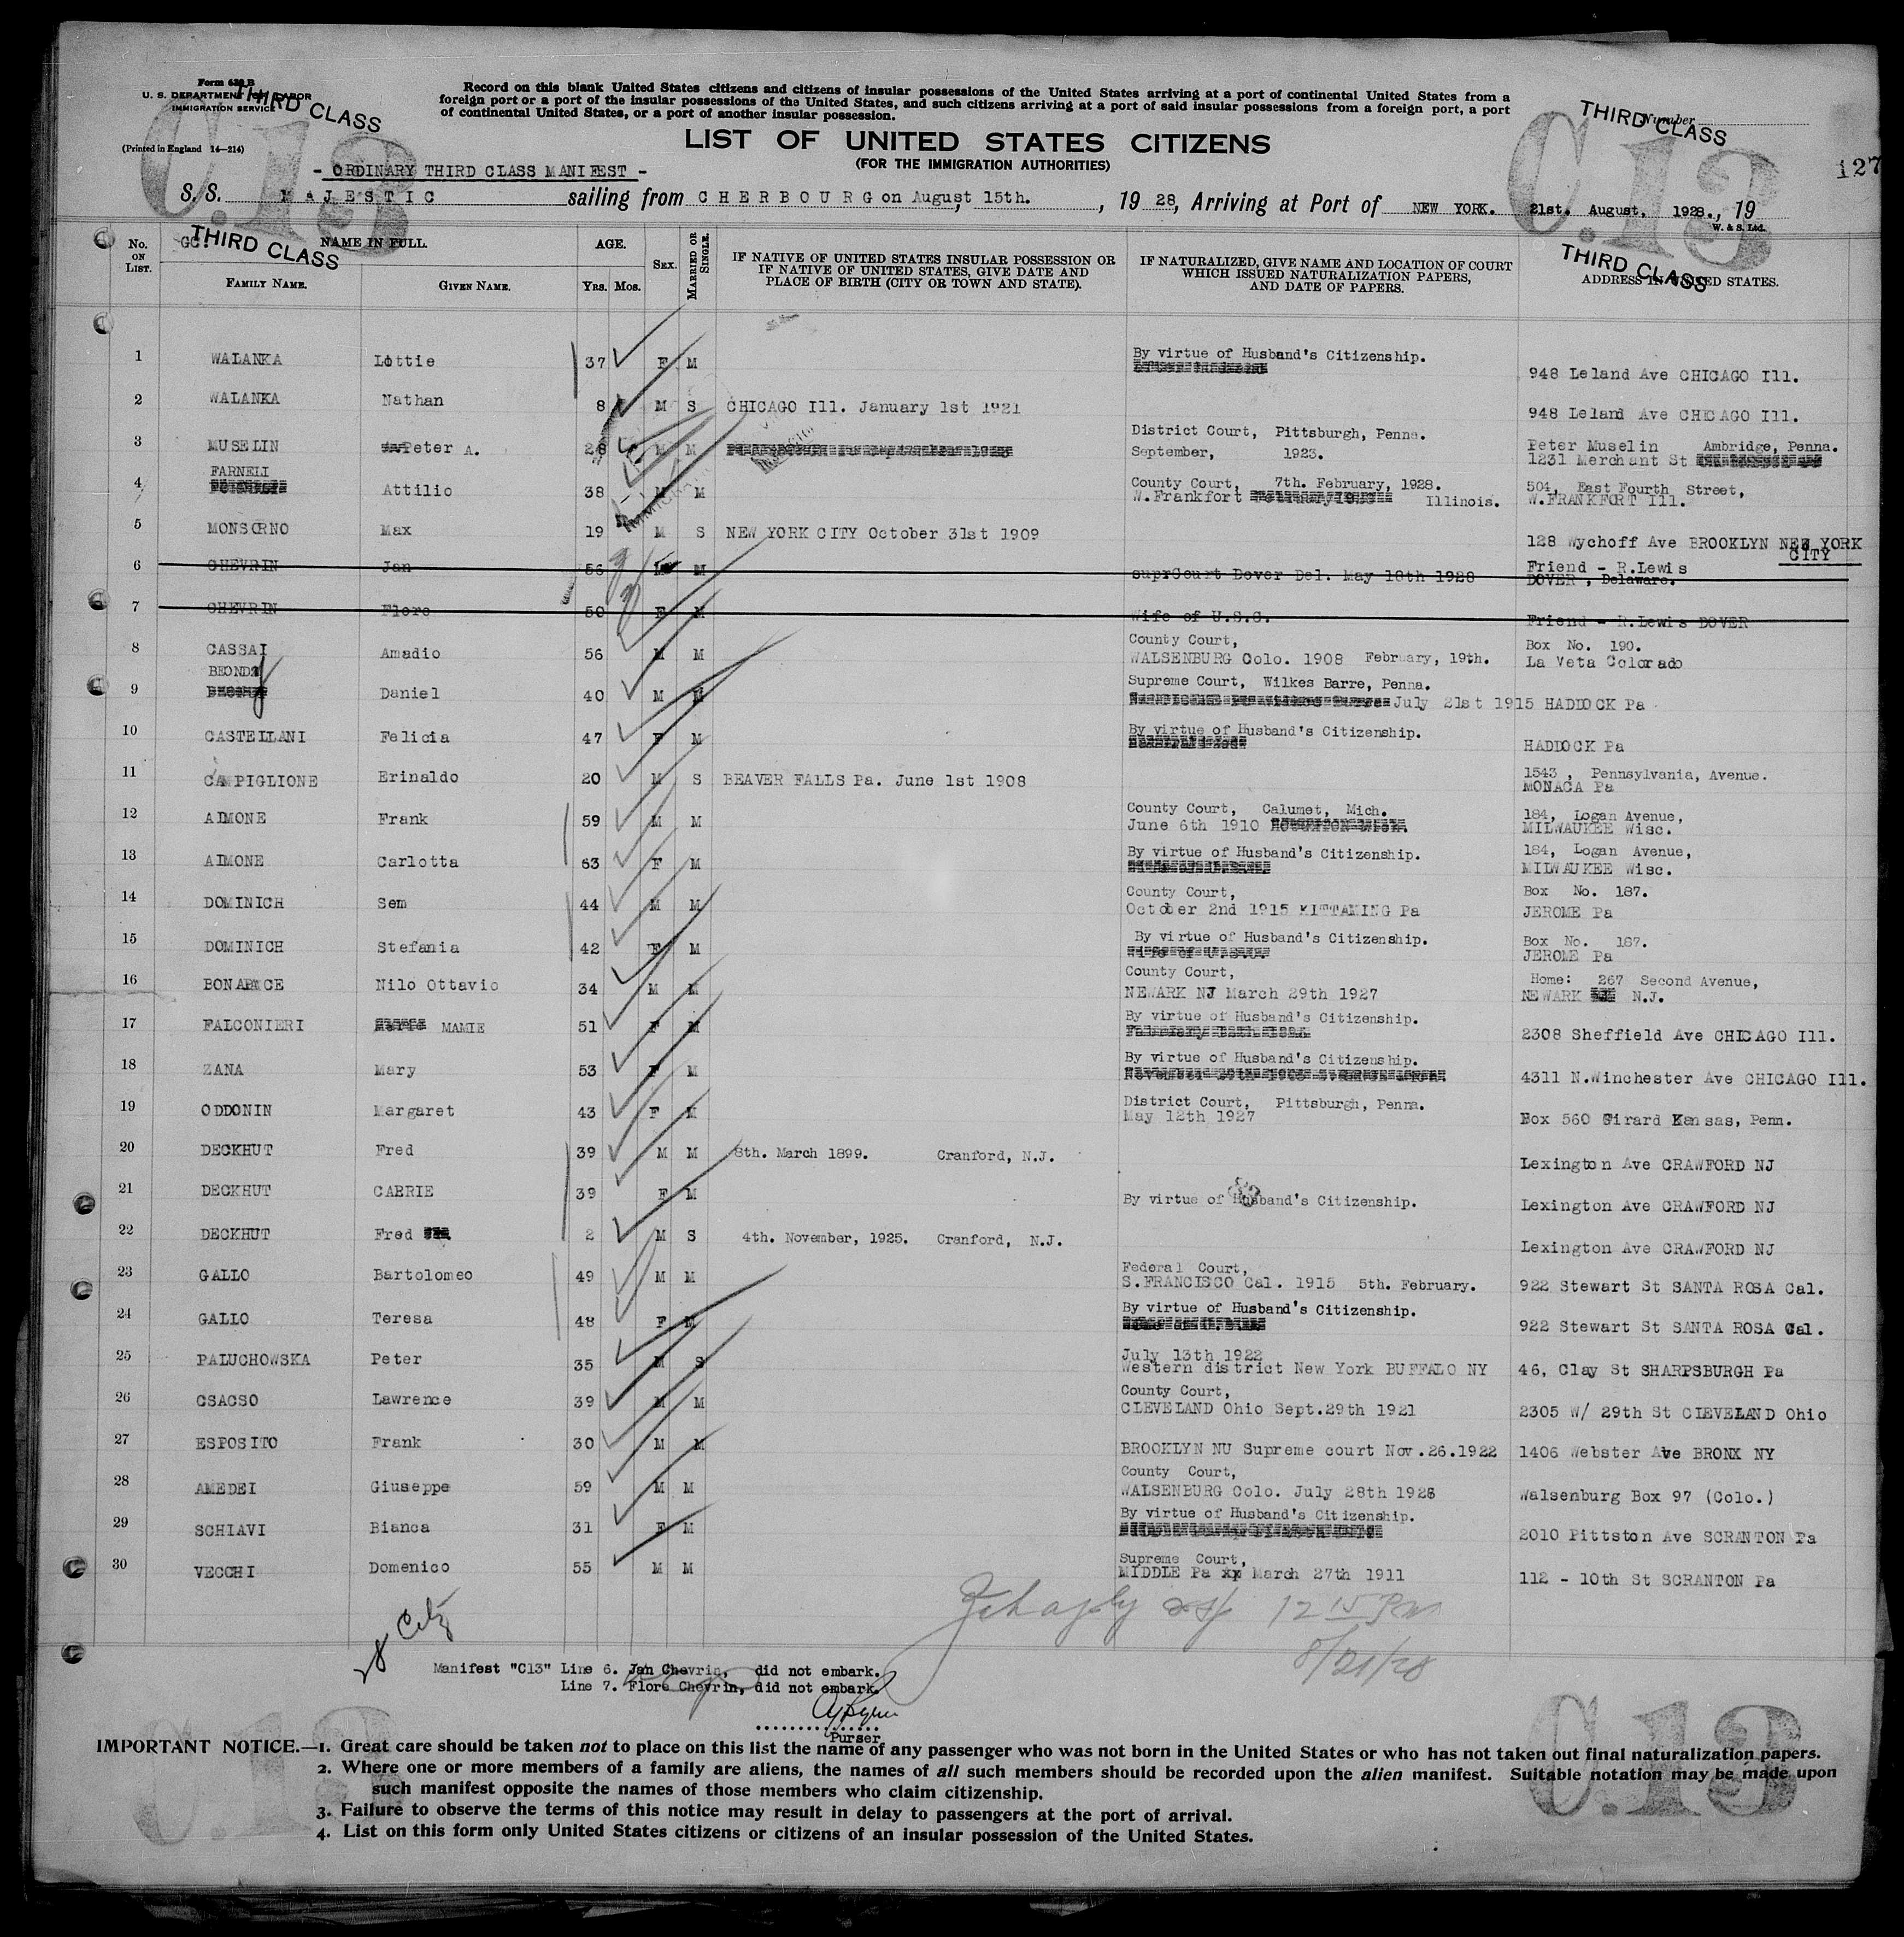 Form 630 B
U. S. DEPARTMENT OF LABOR
IMMIGRATION SERVICE
THIRD CLASS
(Printed in England 14—214)
C.13
Record on this blank United States citizens and citizens of insular possessions of the United States arriving at a port of continental United States from a
foreign port or a port of the insular possessions of the United States, and such citizens arriving at a port of said insular possessions from a foreign port, a port
of continental United States, or a port of another insular possession.
THIRD CLASS
Number
C.13
127
LIST OF UNITED STATES CITIZENS
(FOR THE IMMIGRATION AUTHORITIES)
- ORDINARY THIRD CLASS MANIFEST -
S.S. MAJESTIC sailing from CHERBOURG on August 15th. , 19 28, Arriving at Port of NEW YORK. 21st. August, 1928., 19
W. & S. Ltd.
THIRD CLASS
THIRD CLASS
No. ON LIST.
NAME IN FULL.
FAMILY NAME.
GIVEN NAME.
AGE.
YRS. MOS.
SEX.
MARRIED OR SINGLE.
IF NATIVE OF UNITED STATES INSULAR POSSESSION OR
IF NATIVE OF UNITED STATES, GIVE DATE AND
PLACE OF BIRTH (CITY OR TOWN AND STATE).
IF NATURALIZED, GIVE NAME AND LOCATION OF COURT
WHICH ISSUED NATURALIZATION PAPERS,
AND DATE OF PAPERS.
ADDRESS IN UNITED STATES.
1 WALANKA Lottie 37 F M By virtue of Husband's Citizenship. 948 Leland Ave CHICAGO Ill.
2 WALANKA Nathan 8 M S CHICAGO Ill. January 1st 1921 948 Leland Ave CHICAGO Ill.
3 MUSELIN Peter A. 28 M M District Court, Pittsburgh, Penna. September, 1923. Peter Muselin Ambridge, Penna. 1231 Merchant St
4 FARNELI Attilio 38 M M County Court, 7th. February, 1928. W.Frankfort Illinois. 504, East Fourth Street, W.FRANKFORT Ill.
5 MONSORNO Max 19 M S NEW YORK CITY October 31st 1909 128 Wychoff Ave BROOKLYN NEW YORK CITY
6 CHEVRIN Jan 56 M M suprCourt Dover Del. May 18th 1928 Friend - R.Lewis DOVER , Delaware.
7 CHEVRIN Flore 50 F M Wife of U.S.C. Friend - R.Lewis DOVER
8 CASSAI Amadio 56 M M County Court, WALSENBURG Colo. 1908 February, 19th. Box No. 190. La Veta Colorado
9 BEONDY Daniel 40 M M Supreme Court, Wilkes Barre, Penna. July 21st 1915 HADDOCK Pa
10 CASTELLANI Felicia 47 F M By virtue of Husband's Citizenship. HADDOCK Pa
11 CAMPIGLIONE Erinaldo 20 M S BEAVER FALLS Pa. June 1st 1908 1543 , Pennsylvania, Avenue. MONACA Pa
12 AIMONE Frank 59 M M County Court, Calumet, Mich. June 6th 1910 184, Logan Avenue, MILWAUKEE Wisc.
13 AIMONE Carlotta 63 F M By virtue of Husband's Citizenship. 184, Logan Avenue, MILWAUKEE Wisc.
14 DOMINICH Sem 44 M M County Court, October 2nd 1915 KITTANING Pa Box No. 187. JEROME Pa
15 DOMINICH Stefania 42 F M By virtue of Husband's Citizenship. Box No. 187. JEROME Pa
16 BONAPACE Nilo Ottavio 34 M M County Court, NEWARK NJ March 29th 1927 Home: 267 Second Avenue, NEWARK N.J.
17 FALCONIERI MAMIE 51 F M By virtue of Husband's Citizenship. 2308 Sheffield Ave CHICAGO Ill.
18 ZANA Mary 53 F M By virtue of Husband's Citizenship. 4311 N.Winchester Ave CHICAGO Ill.
19 ODDONIN Margaret 43 F M District Court, Pittsburgh, Penna. May 12th 1927 Box 560 Girard Kansas, Penn.
20 DECKHUT Fred 39 M M 8th. March 1899. Cranford, N.J. Lexington Ave CRAWFORD NJ
21 DECKHUT CARRIE 39 F M By virtue of Husband's Citizenship. Lexington Ave CRAWFORD NJ
22 DECKHUT Fred 2 M S 4th. November, 1925. Cranford, N.J. Lexington Ave CRAWFORD NJ
23 GALLO Bartolomeo 49 M M Federal Court, S.FRANCISCO Cal. 1915 5th. February. 922 Stewart St SANTA ROSA Cal.
24 GALLO Teresa 48 F M By virtue of Husband's Citizenship. 922 Stewart St SANTA ROSA Cal.
25 PALUCHOWSKA Peter 35 M S July 13th 1922 Western district New York BUFFALO NY 46, Clay St SHARPSBURGH Pa
26 CSACSO Lawrence 39 M M County Court, CLEVELAND Ohio Sept.29th 1921 2305 W/ 29th St CLEVELAND Ohio
27 ESPOSITO Frank 30 M M BROOKLYN NU Supreme court Nov.26.1922 1406 Webster Ave BRONX NY
28 AMEDEI Giuseppe 59 M M County Court, WALSENBURG Colo. July 28th 1928 Walsenburg Box 97 (Colo.)
29 SCHIAVI Bianca 31 F M By virtue of Husband's Citizenship. 2010 Pittston Ave SCRANTON Pa
30 VECCHI Domenico 55 M M Supreme Court, MIDDLE Pa xx March 27th 1911 112 - 10th St SCRANTON Pa
12 15 PM
8/21/28
28 Citz
Manifest "C13" Line 6. Jan Chevrin, did not embark.
Line 7. Flore Chevrin, did not embark.
Purser
C.13
C.13
IMPORTANT NOTICE.—1. Great care should be taken not to place on this list the name of any passenger who was not born in the United States or who has not taken out final naturalization papers.
2. Where one or more members of a family are aliens, the names of all such members should be recorded upon the alien manifest. Suitable notation may be made upon
such manifest opposite the names of those members who claim citizenship.
3. Failure to observe the terms of this notice may result in delay to passengers at the port of arrival.
4. List on this form only United States citizens or citizens of an insular possession of the United States.